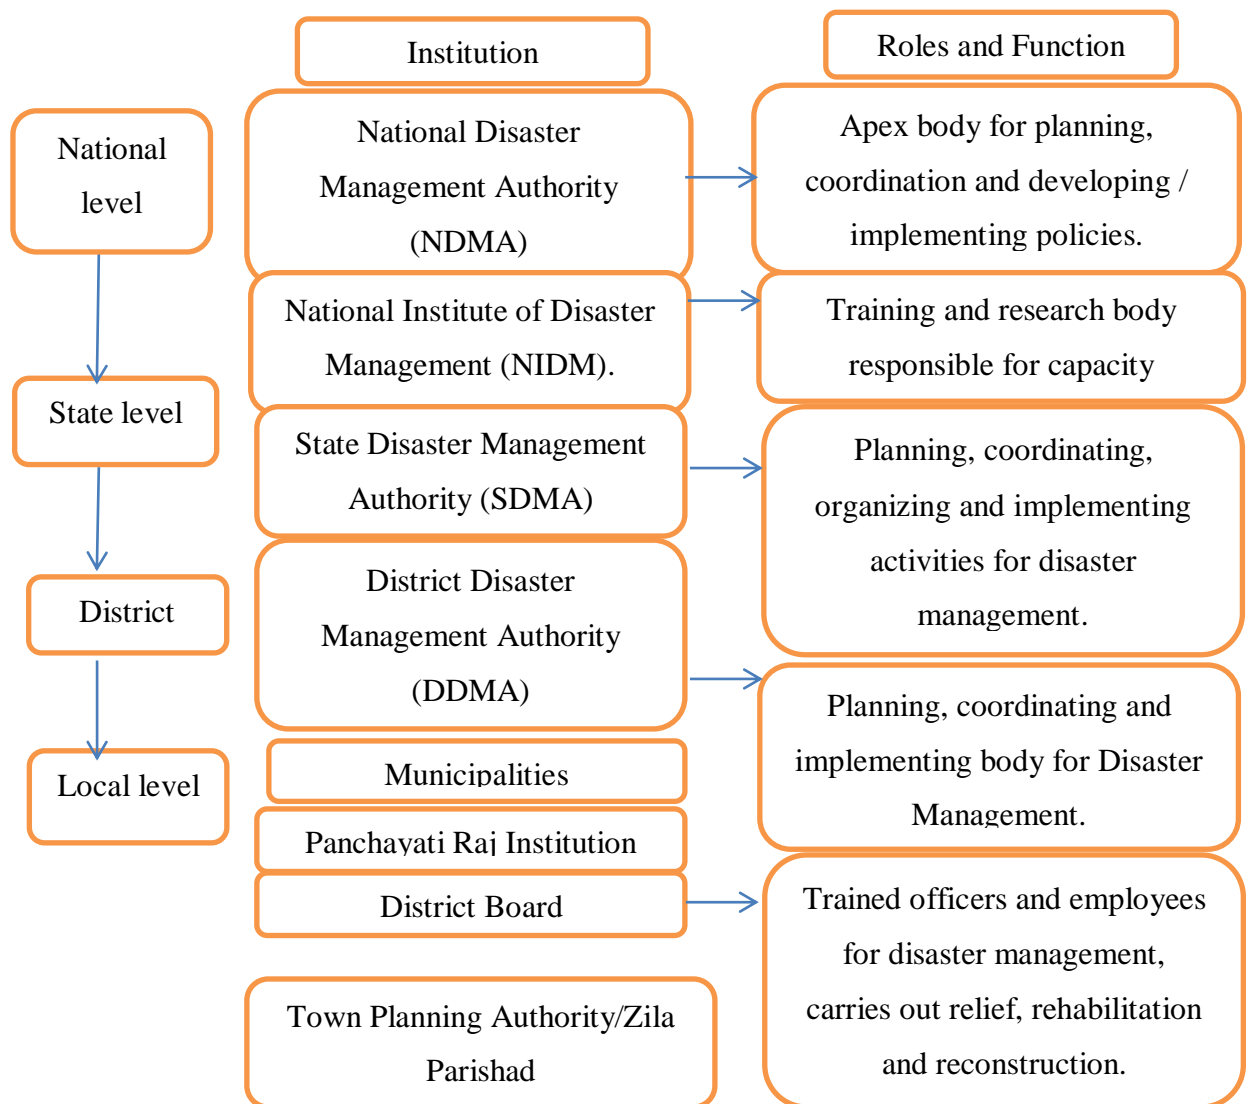 Institution
Roles and Function
National
level
National Disaster
Management Authority
(NDMA)
Apex body for planning,
coordination and developing /
implementing policies.
National Institute of Disaster
Management (NIDM).
Training and research body
responsible for capacity
State level
State Disaster Management
Authority (SDMA)
Planning, coordinating,
organizing and implementing
activities for disaster
management.
District
District Disaster
Management Authority
(DDMA)
Planning, coordinating and
implementing body for Disaster
Management.
Local level
Municipalities
Panchayati Raj Institution
District Board
Town Planning Authority/Zila
Parishad
Trained officers and employees
for disaster management,
carries out relief, rehabilitation
and reconstruction.